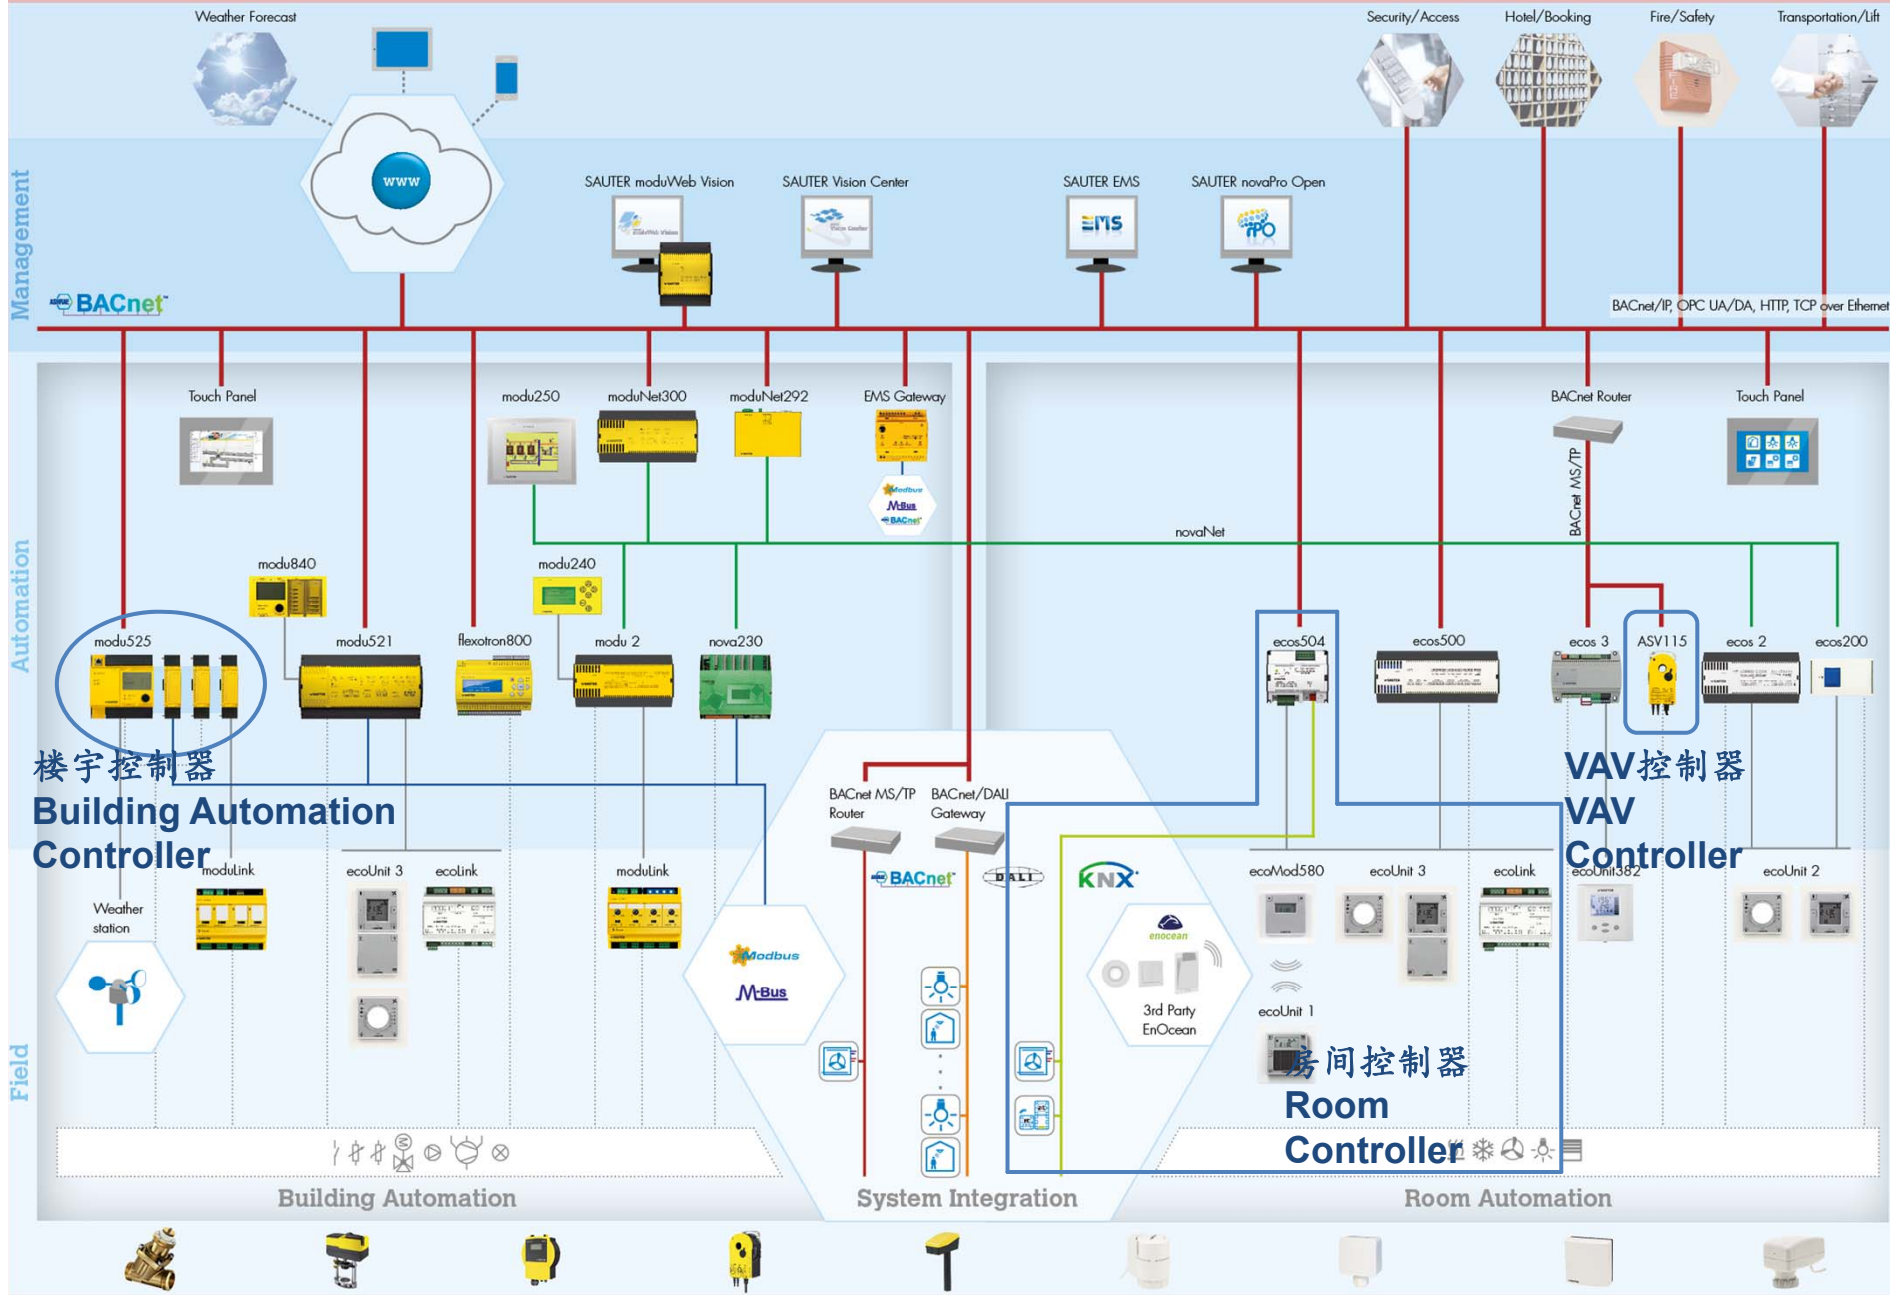 Weather Forecast
Security/Access
Hotel/Booking
Fire/Safety
Transportation/Lift
www
Management
SAUTER moduWeb Vision
SAUTER Vision Center
SAUTER EMS
SAUTER novaPro Open
EMS
BACnet
BACnet/IP, OPC UA/DA, HTTP, TCP over Ethernet
Automation
Touch Panel
modu250
moduNet300
moduNet292
EMS Gateway
Modbus
M-Bus
BACnet
BACnet Router
Touch Panel
BACnet MS/TP
novaNet
modu840
modu240
modu525
modu521
flexotron800
modu 2
nova230
ecos504
ecos500
ecos 3
ASV115
ecos 2
ecos200
楼宇控制器
Building Automation
Controller
VAV控制器
VAV
Controller
BACnet MS/TP
Router
BACnet/DALI
Gateway
BACnet
DALI
KNX
Field
moduLink
ecoUnit 3
ecoLink
moduLink
ecoMod580
ecoUnit 3
ecoLink
ecoUnit382
ecoUnit 2
Weather
station
Modbus
M-Bus
enocean
3rd Party
EnOcean
ecoUnit 1
房间控制器
Room
Controller
Building Automation
System Integration
Room Automation